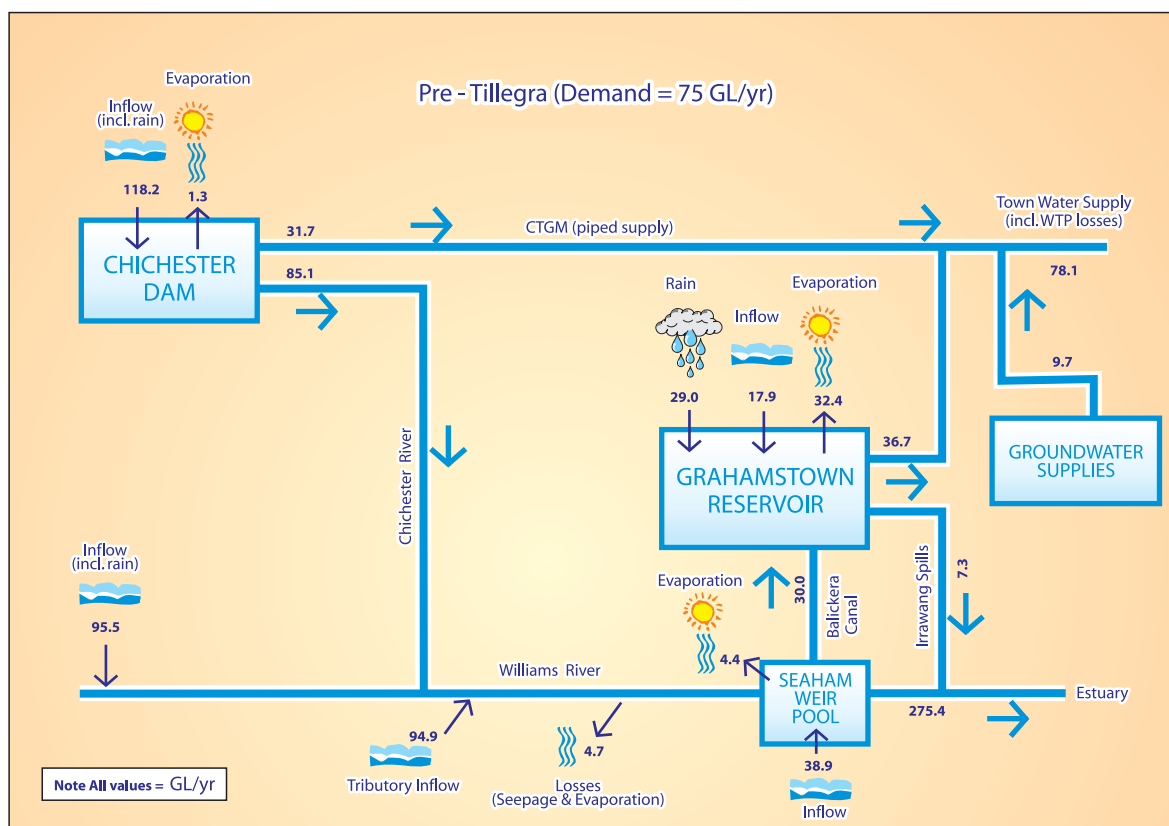 Pre - Tillegra (Demand = 75 GL/yr)
Evaporation
Inflow
(incl. rain)
118.2
1.3
CHICHESTER
DAM
31.7
CTGM (piped supply)
85.1
Town Water Supply
(incl. WTP losses)
78.1
Rain
Inflow
Evaporation
29.0
17.9
32.4
9.7
GRAHAMSTOWN
RESERVOIR
36.7
GROUNDWATER
SUPPLIES
Chichester River
Inflow
(incl. rain)
95.5
Evaporation
4.4
30.0
Balickera
Canal
Irrawang Spills
7.3
Williams River
SEAHAM
WEIR
POOL
275.4
Estuary
94.9
Tributory Inflow
4.7
Losses
(Seepage & Evaporation)
38.9
Inflow
Note All values = GL/yr